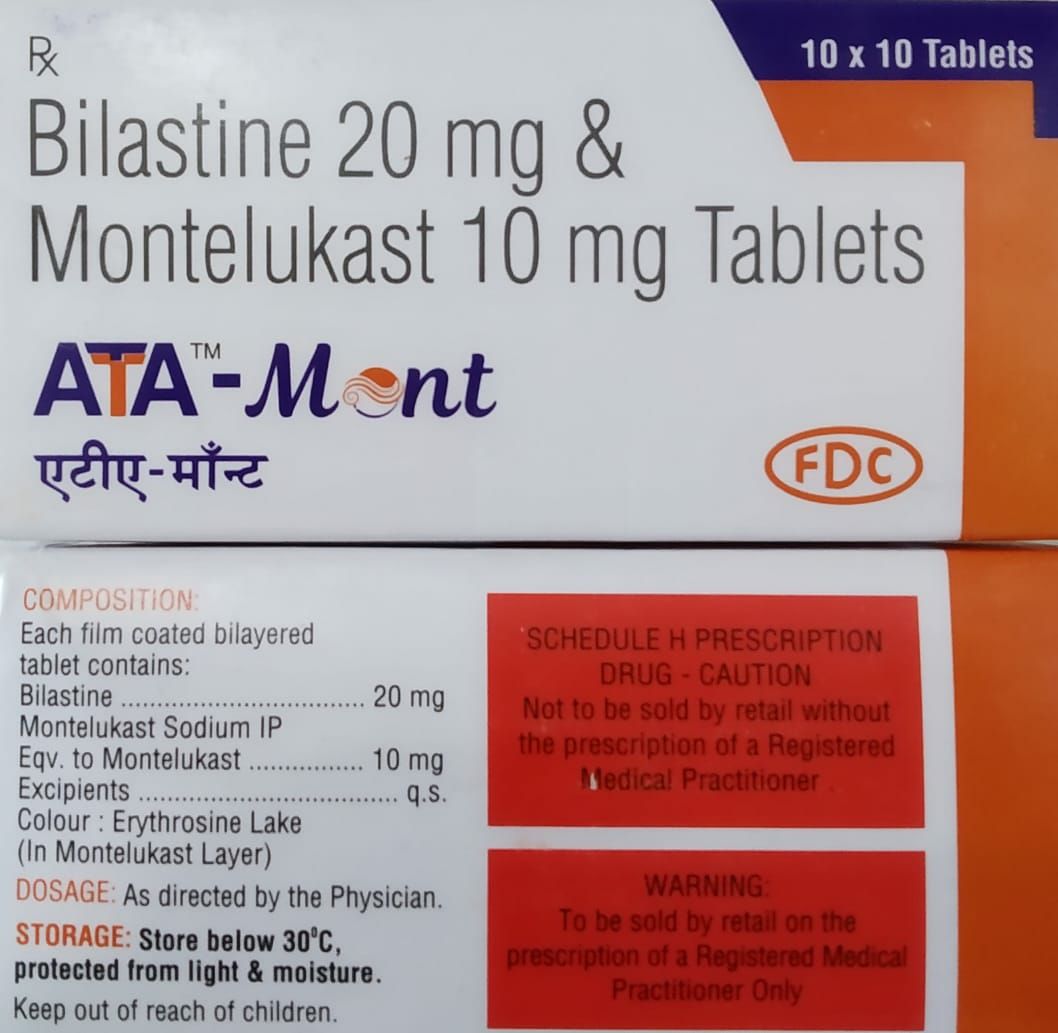 Rx
10 x 10 Tablets
Bilastine 20 mg &
Montelukast 10 mg Tablets
ATA™-Mont
एटीए-माँन्ट
FDC
COMPOSITION:
Each film coated bilayered
tablet contains:
Bilastine .................................. 20 mg
Montelukast Sodium IP
Eqv. to Montelukast ................ 10 mg
Excipients .................................... q.s.
Colour : Erythrosine Lake
(In Montelukast Layer)
DOSAGE: As directed by the Physician.
STORAGE: Store below 30⁰C,
protected from light & moisture.
Keep out of reach of children.
SCHEDULE H PRESCRIPTION
DRUG - CAUTION
Not to be sold by retail without
the prescription of a Registered
Medical Practitioner .
WARNING:
To be sold by retail on the
prescription of a Registered Medical
Practitioner Only